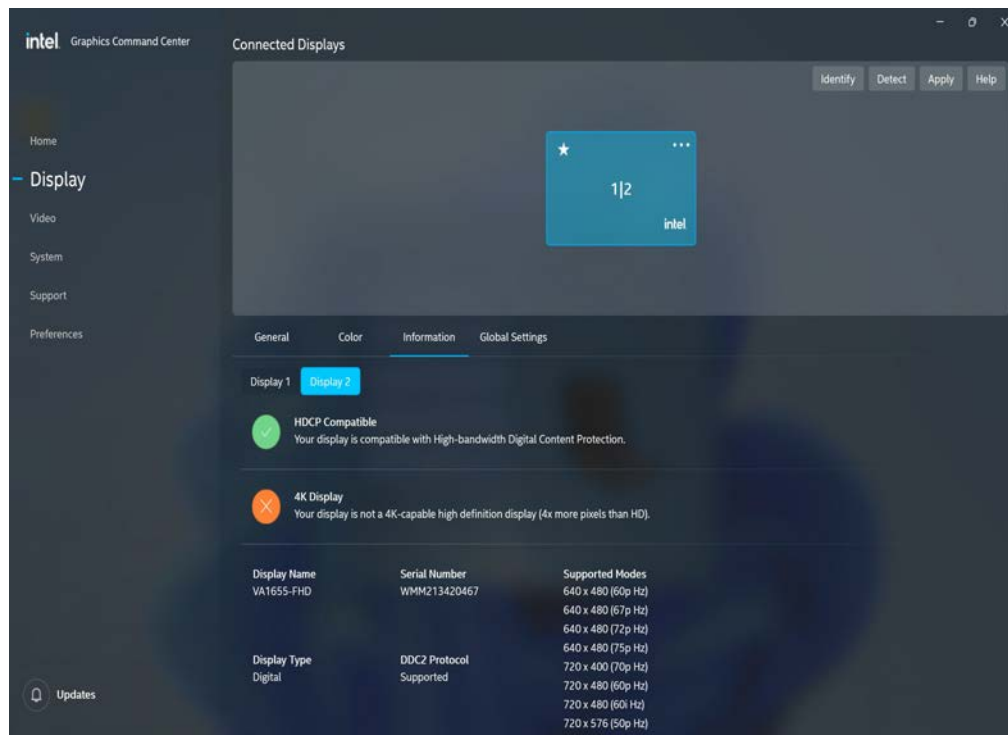 intel. Graphics Command Center
Connected Displays
Identify Detect Apply Help
1|2
intel
Home
Display
Video
System
Support
Preferences
General Color Information Global Settings
Display 1 Display 2
HDCP Compatible
Your display is compatible with High-bandwidth Digital Content Protection.
4K Display
Your display is not a 4K-capable high definition display (4x more pixels than HD).
Display Name
VA1655-FHD
Serial Number
WMM213420467
Supported Modes
640 x 480 (60p Hz)
640 x 480 (67p Hz)
640 x 480 (72p Hz)
640 x 480 (75p Hz)
720 x 400 (70p Hz)
720 x 480 (60p Hz)
720 x 480 (60i Hz)
720 x 576 (50p Hz)
Display Type
Digital
DDC2 Protocol
Supported
Updates